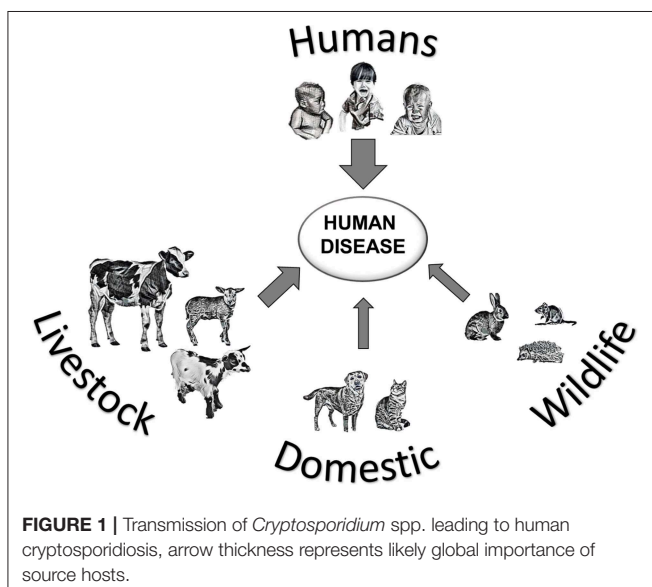 Humans
HUMAN
DISEASE
Livestock
Domestic
Wildlife
FIGURE 1 | Transmission of Cryptosporidium spp. leading to human
cryptosporidiosis, arrow thickness represents likely global importance of
source hosts.